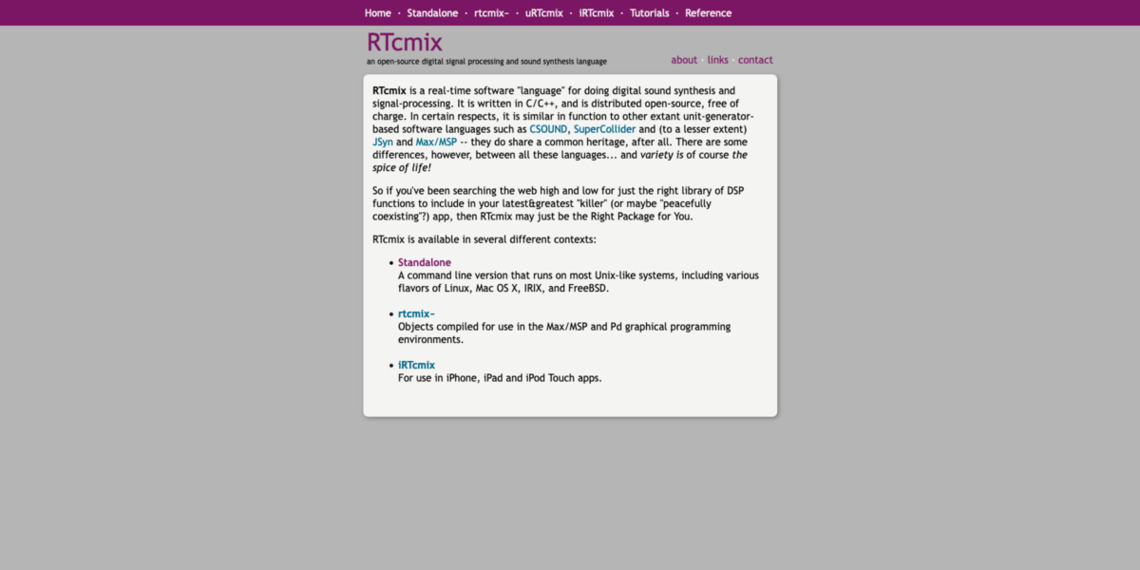 Home · Standalone · rtcmix~ · uRTcmix · iRTcmix · Tutorials · Reference
RTcmix
an open-source digital signal processing and sound synthesis language
about · links · contact
RTcmix is a real-time software "language" for doing digital sound synthesis and
signal-processing. It is written in C/C++, and is distributed open-source, free of
charge. In certain respects, it is similar in function to other extant unit-generator-
based software languages such as CSOUND, SuperCollider and (to a lesser extent)
JSyn and Max/MSP -- they do share a common heritage, after all. There are some
differences, however, between all these languages... and variety is of course the
spice of life!
So if you've been searching the web high and low for just the right library of DSP
functions to include in your latest&greatest "killer" (or maybe "peacefully
coexisting"?) app, then RTcmix may just be the Right Package for You.
RTcmix is available in several different contexts:
• Standalone
A command line version that runs on most Unix-like systems, including various
flavors of Linux, Mac OS X, IRIX, and FreeBSD.
• rtcmix~
Objects compiled for use in the Max/MSP and Pd graphical programming
environments.
• iRTcmix
For use in iPhone, iPad and iPod Touch apps.